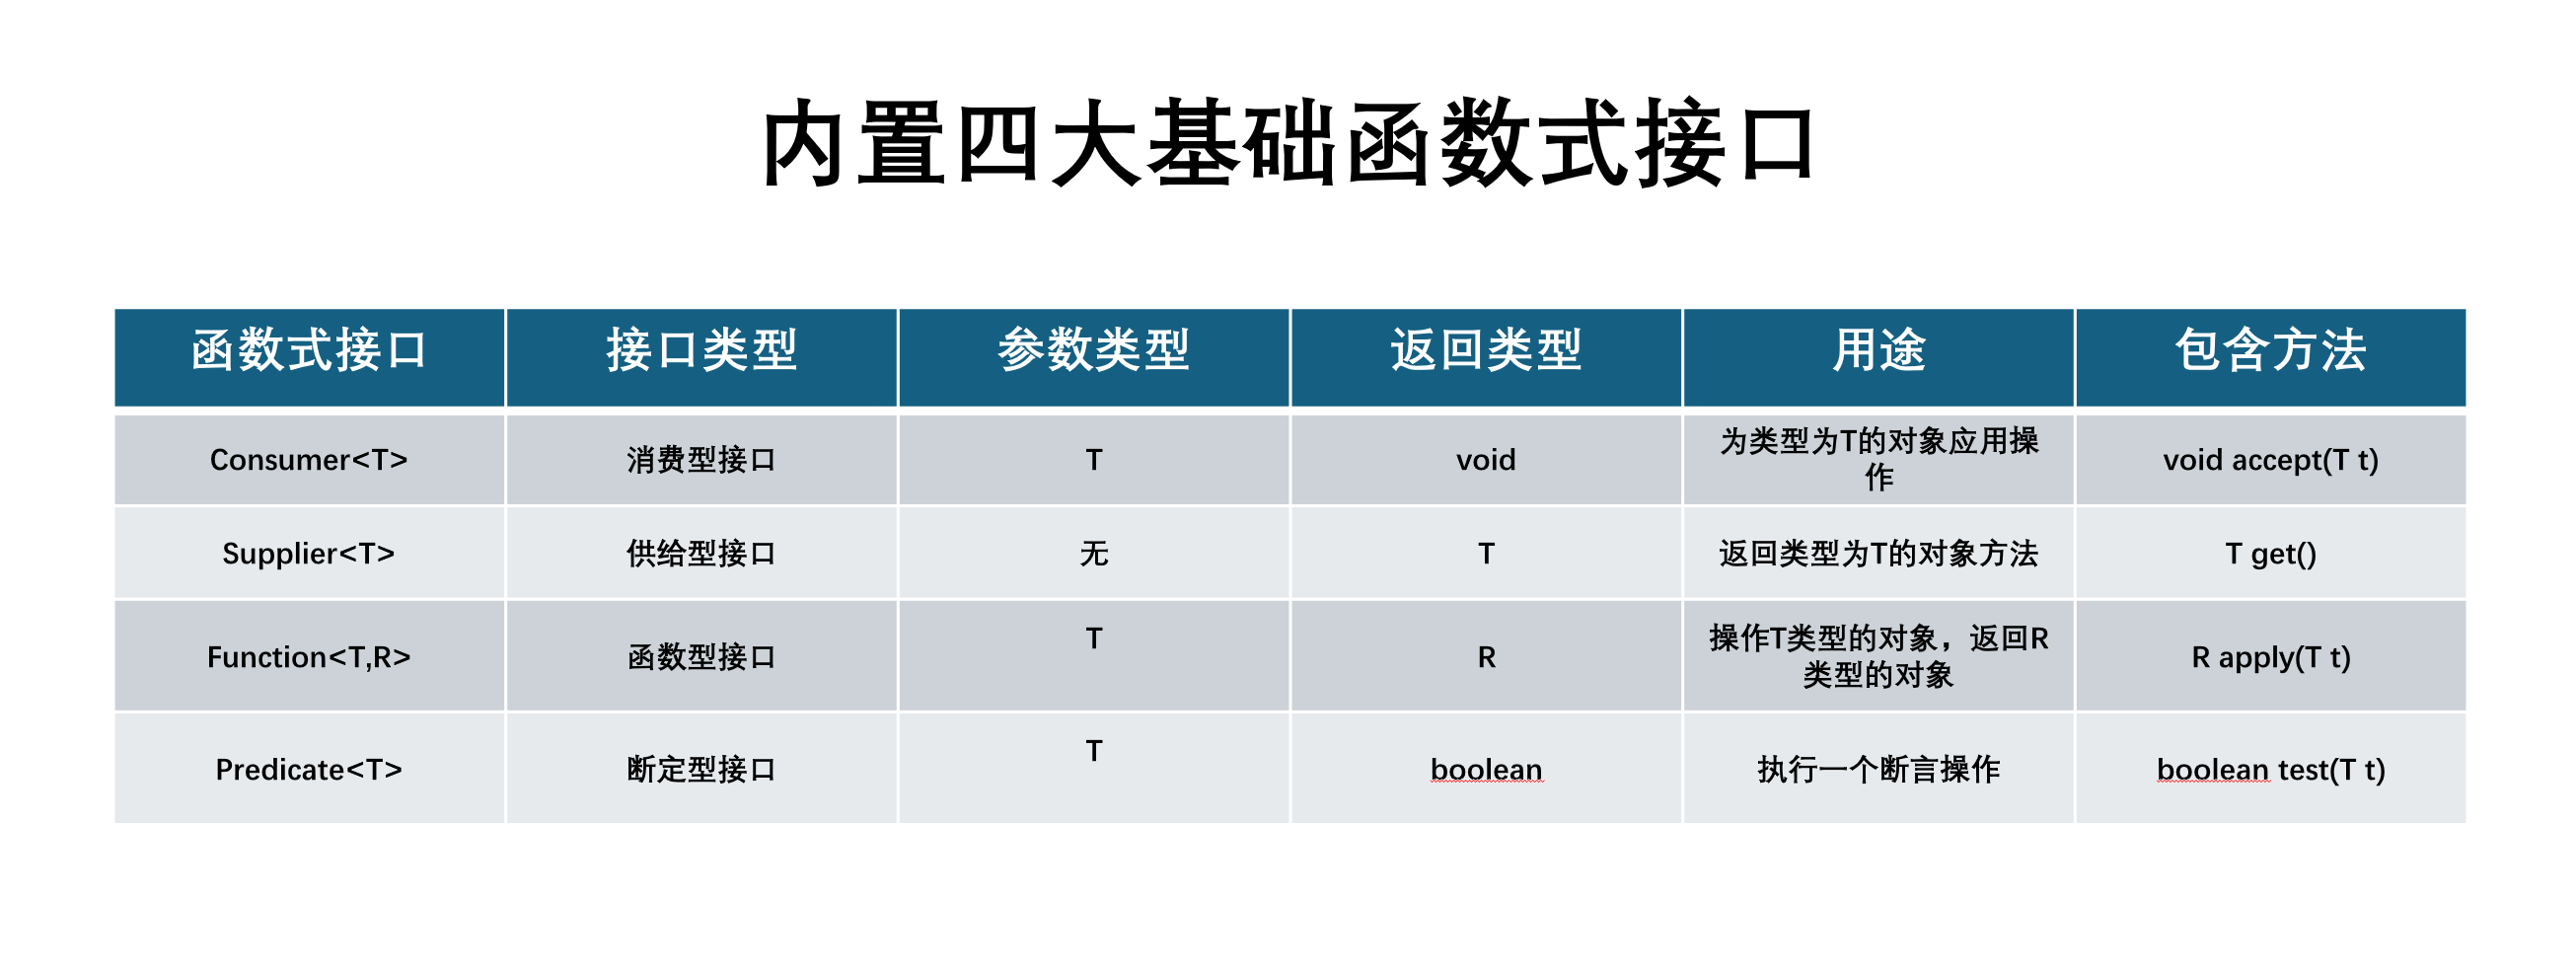 内置四大基础函数式接口
函数式接口 接口类型 参数类型 返回类型 用途 包含方法
Consumer<T> 消费型接口 T void 为类型为T的对象应用操
作 void accept(T t)
Supplier<T> 供给型接口 无 T 返回类型为T的对象方法 T get()
Function<T,R> 函数型接口 T R 操作T类型的对象，返回R
类型的对象 R apply(T t)
Predicate<T> 断定型接口 T boolean 执行一个断言操作 boolean test(T t)